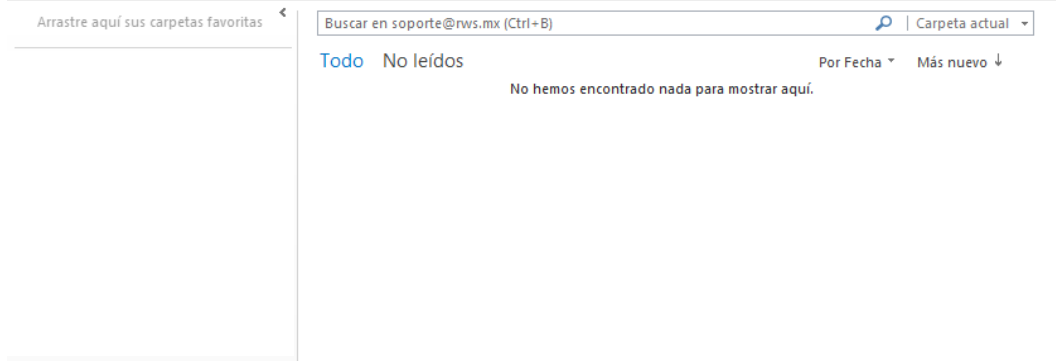 Arrastre aquí sus carpetas favoritas
Buscar en soporte@rws.mx (Ctrl+B) Carpeta actual
Todo No leídos Por Fecha Más nuevo ↓
No hemos encontrado nada para mostrar aquí.